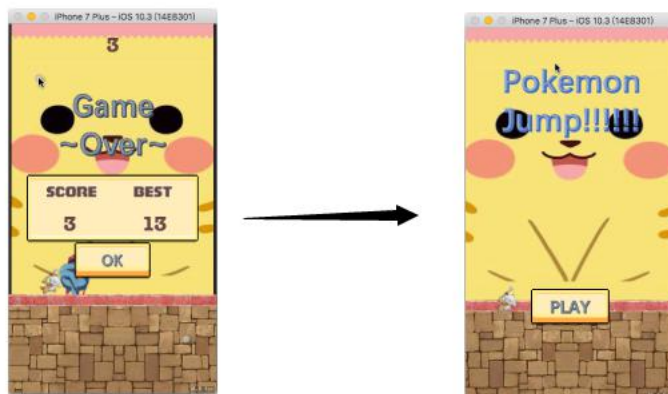 iPhone 7 Plus – iOS 10.3 (14E8301)
3
Game
~Over~
SCORE BEST
3 13
OK
iPhone 7 Plus – iOS 10.3 (14E8301)
Pokemon
Jump!!!!!!
PLAY